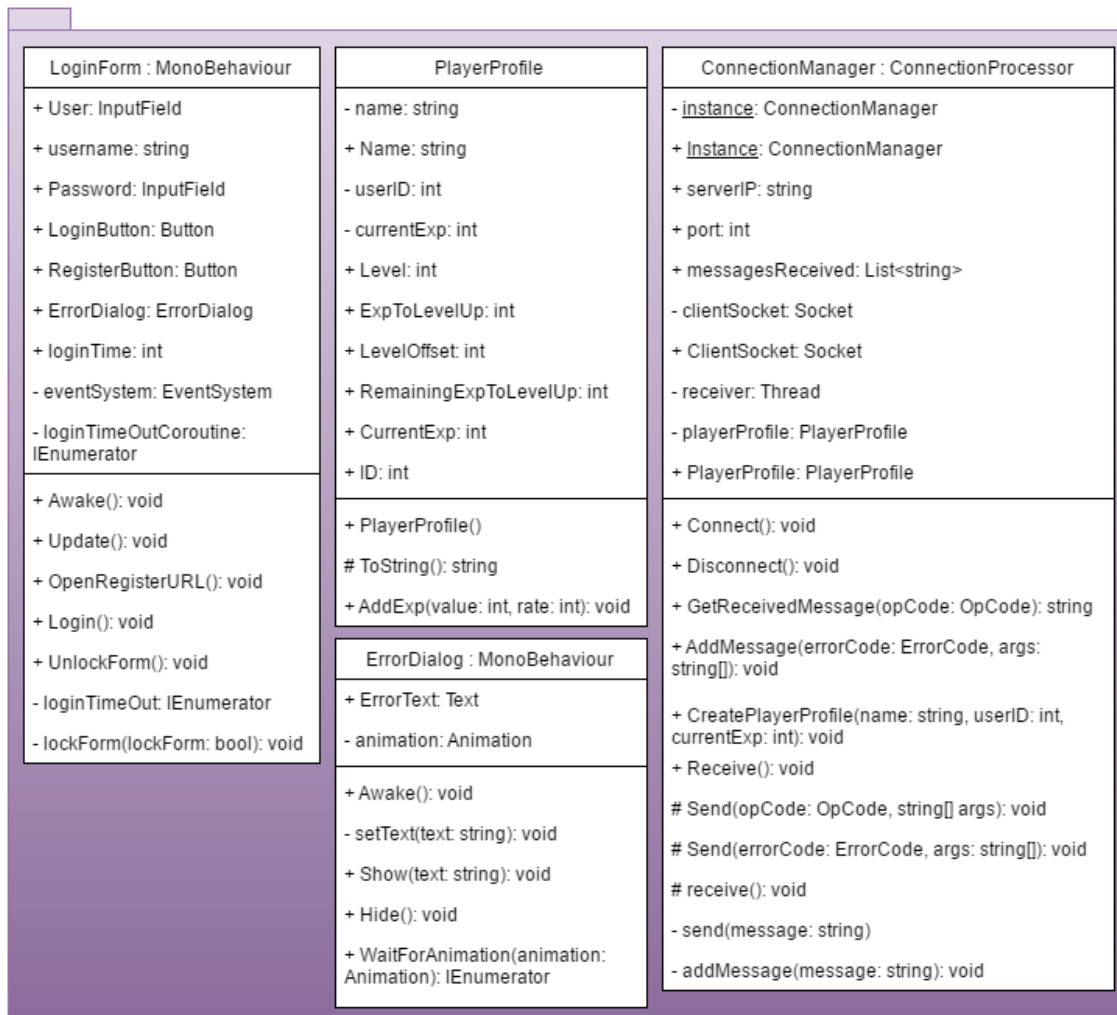 LoginForm : MonoBehaviour
+ User: InputField
+ username: string
+ Password: InputField
+ LoginButton: Button
+ RegisterButton: Button
+ ErrorDialog: ErrorDialog
+ loginTime: int
- eventSystem: EventSystem
- loginTimeOutCoroutine:
IEnumerator
+ Awake(): void
+ Update(): void
+ OpenRegisterURL(): void
+ Login(): void
+ UnlockForm(): void
- loginTimeOut: IEnumerator
- lockForm(lockForm: bool): void
PlayerProfile
- name: string
+ Name: string
- userID: int
- currentExp: int
+ Level: int
+ ExpToLevelUp: int
+ LevelOffset: int
+ RemainingExpToLevelUp: int
+ CurrentExp: int
+ ID: int
+ PlayerProfile()
# ToString(): string
+ AddExp(value: int, rate: int): void
ErrorDialog : MonoBehaviour
+ ErrorText: Text
- animation: Animation
+ Awake(): void
- setText(text: string): void
+ Show(text: string): void
+ Hide(): void
+ WaitForAnimation(animation:
Animation): IEnumerator
ConnectionManager : ConnectionProcessor
- instance: ConnectionManager
+ Instance: ConnectionManager
+ serverIP: string
+ port: int
+ messagesReceived: List<string>
- clientSocket: Socket
+ ClientSocket: Socket
- receiver: Thread
- playerProfile: PlayerProfile
+ PlayerProfile: PlayerProfile
+ Connect(): void
+ Disconnect(): void
+ GetReceivedMessage(opCode: OpCode): string
+ AddMessage(errorCode: ErrorCode, args:
string[]): void
+ CreatePlayerProfile(name: string, userID: int,
currentExp: int): void
+ Receive(): void
# Send(opCode: OpCode, string[] args): void
# Send(errorCode: ErrorCode, args: string[]): void
# receive(): void
- send(message: string)
- addMessage(message: string): void